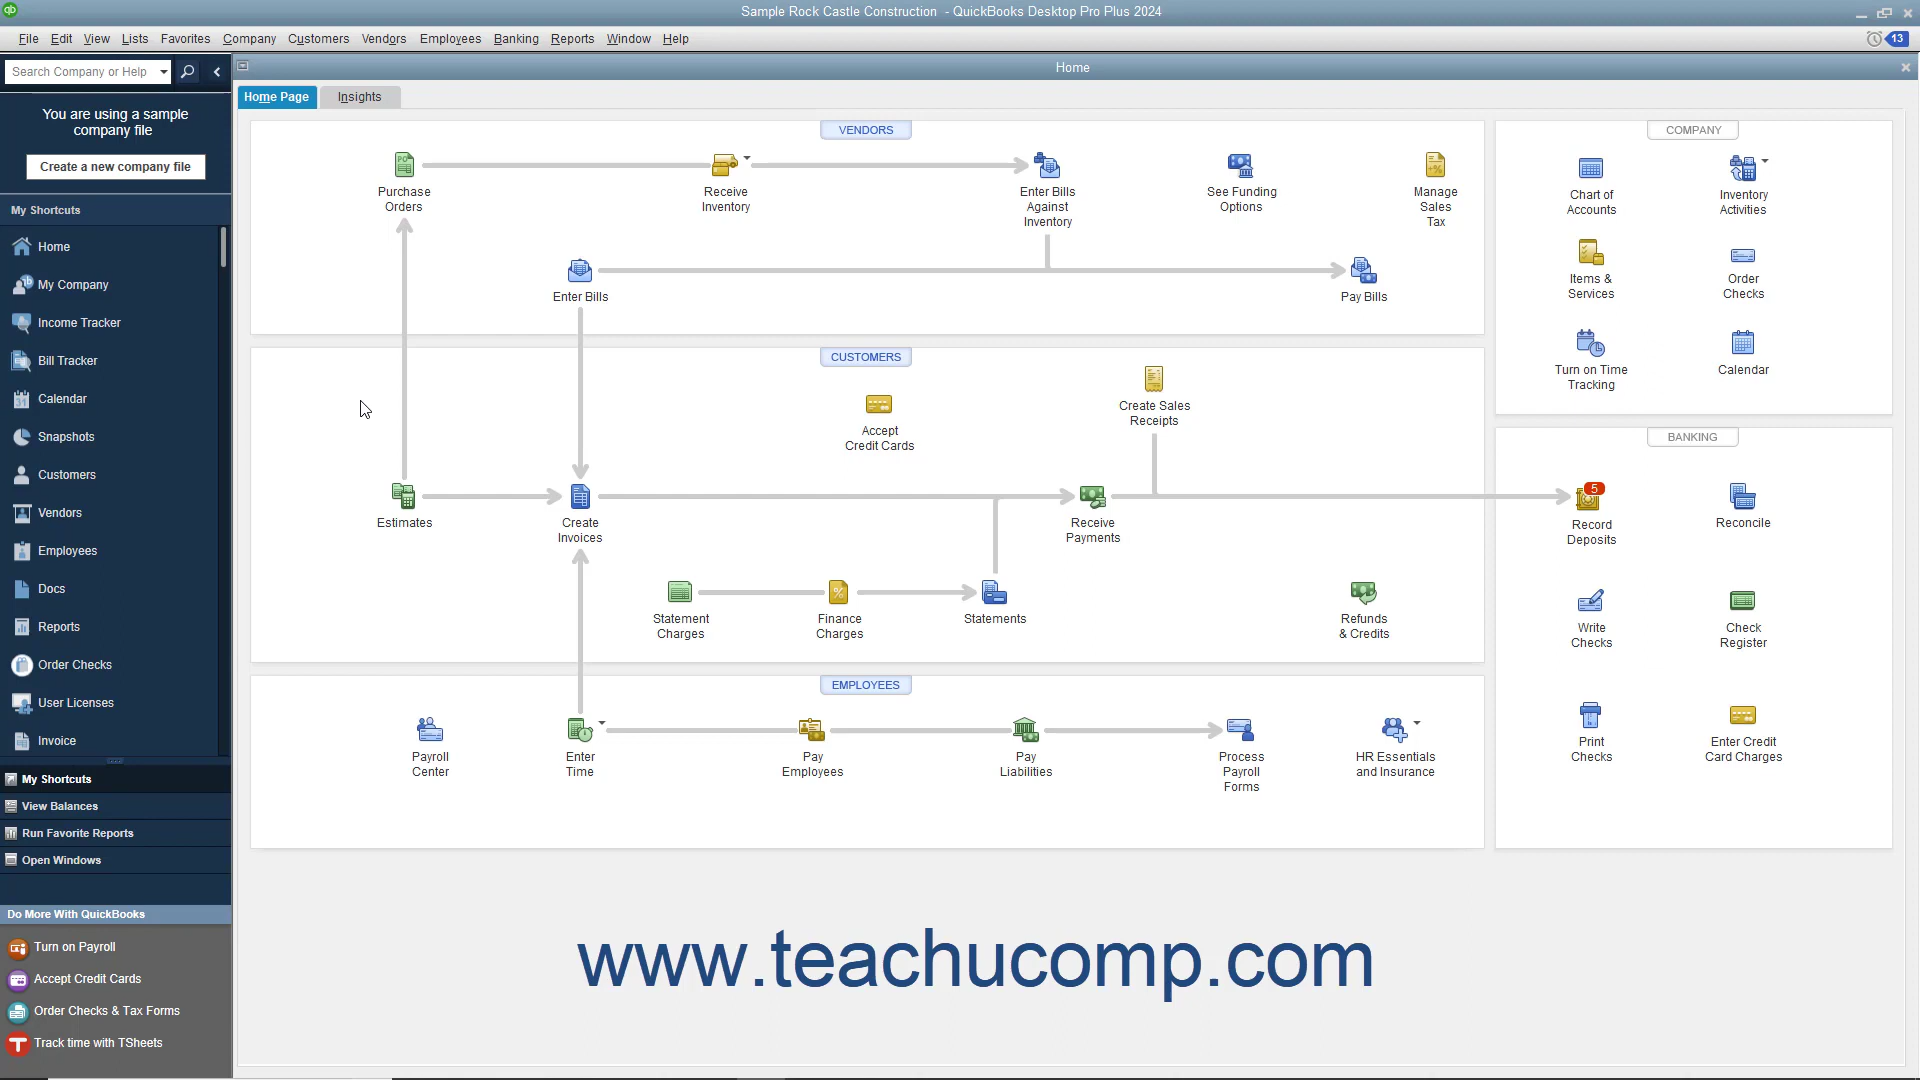 qb
Sample Rock Castle Construction - QuickBooks Desktop Pro Plus 2024
File Edit View Lists Favorites Company Customers Vendors Employees Banking Reports Window Help
13
Search Company or Help
Home
You are using a sample
company file
Create a new company file
My Shortcuts
Home
My Company
Income Tracker
Bill Tracker
31
Calendar
Snapshots
Customers
Vendors
Employees
Docs
Reports
Order Checks
User Licenses
Invoice
My Shortcuts
View Balances
Run Favorite Reports
Open Windows
Do More With QuickBooks
Turn on Payroll
Accept Credit Cards
Order Checks & Tax Forms
Track time with TSheets
Home Page
Insights
VENDORS
PO
Purchase
Orders
Receive
Inventory
Enter Bills
Against
Inventory
See Funding
Options
Manage
Sales
Tax
Enter Bills
Pay Bills
CUSTOMERS
Accept
Credit Cards
Create Sales
Receipts
Estimates
Create
Invoices
Receive
Payments
Statement
Charges
%
Finance
Charges
Statements
Refunds
& Credits
EMPLOYEES
Payroll
Center
Enter
Time
Pay
Employees
Pay
Liabilities
Process
Payroll
Forms
HR Essentials
and Insurance
COMPANY
Chart of
Accounts
Inventory
Activities
Items &
Services
Order
Checks
Turn on Time
Tracking
Calendar
BANKING
5
Record
Deposits
Reconcile
Write
Checks
Check
Register
Print
Checks
Enter Credit
Card Charges
www.teachucomp.com